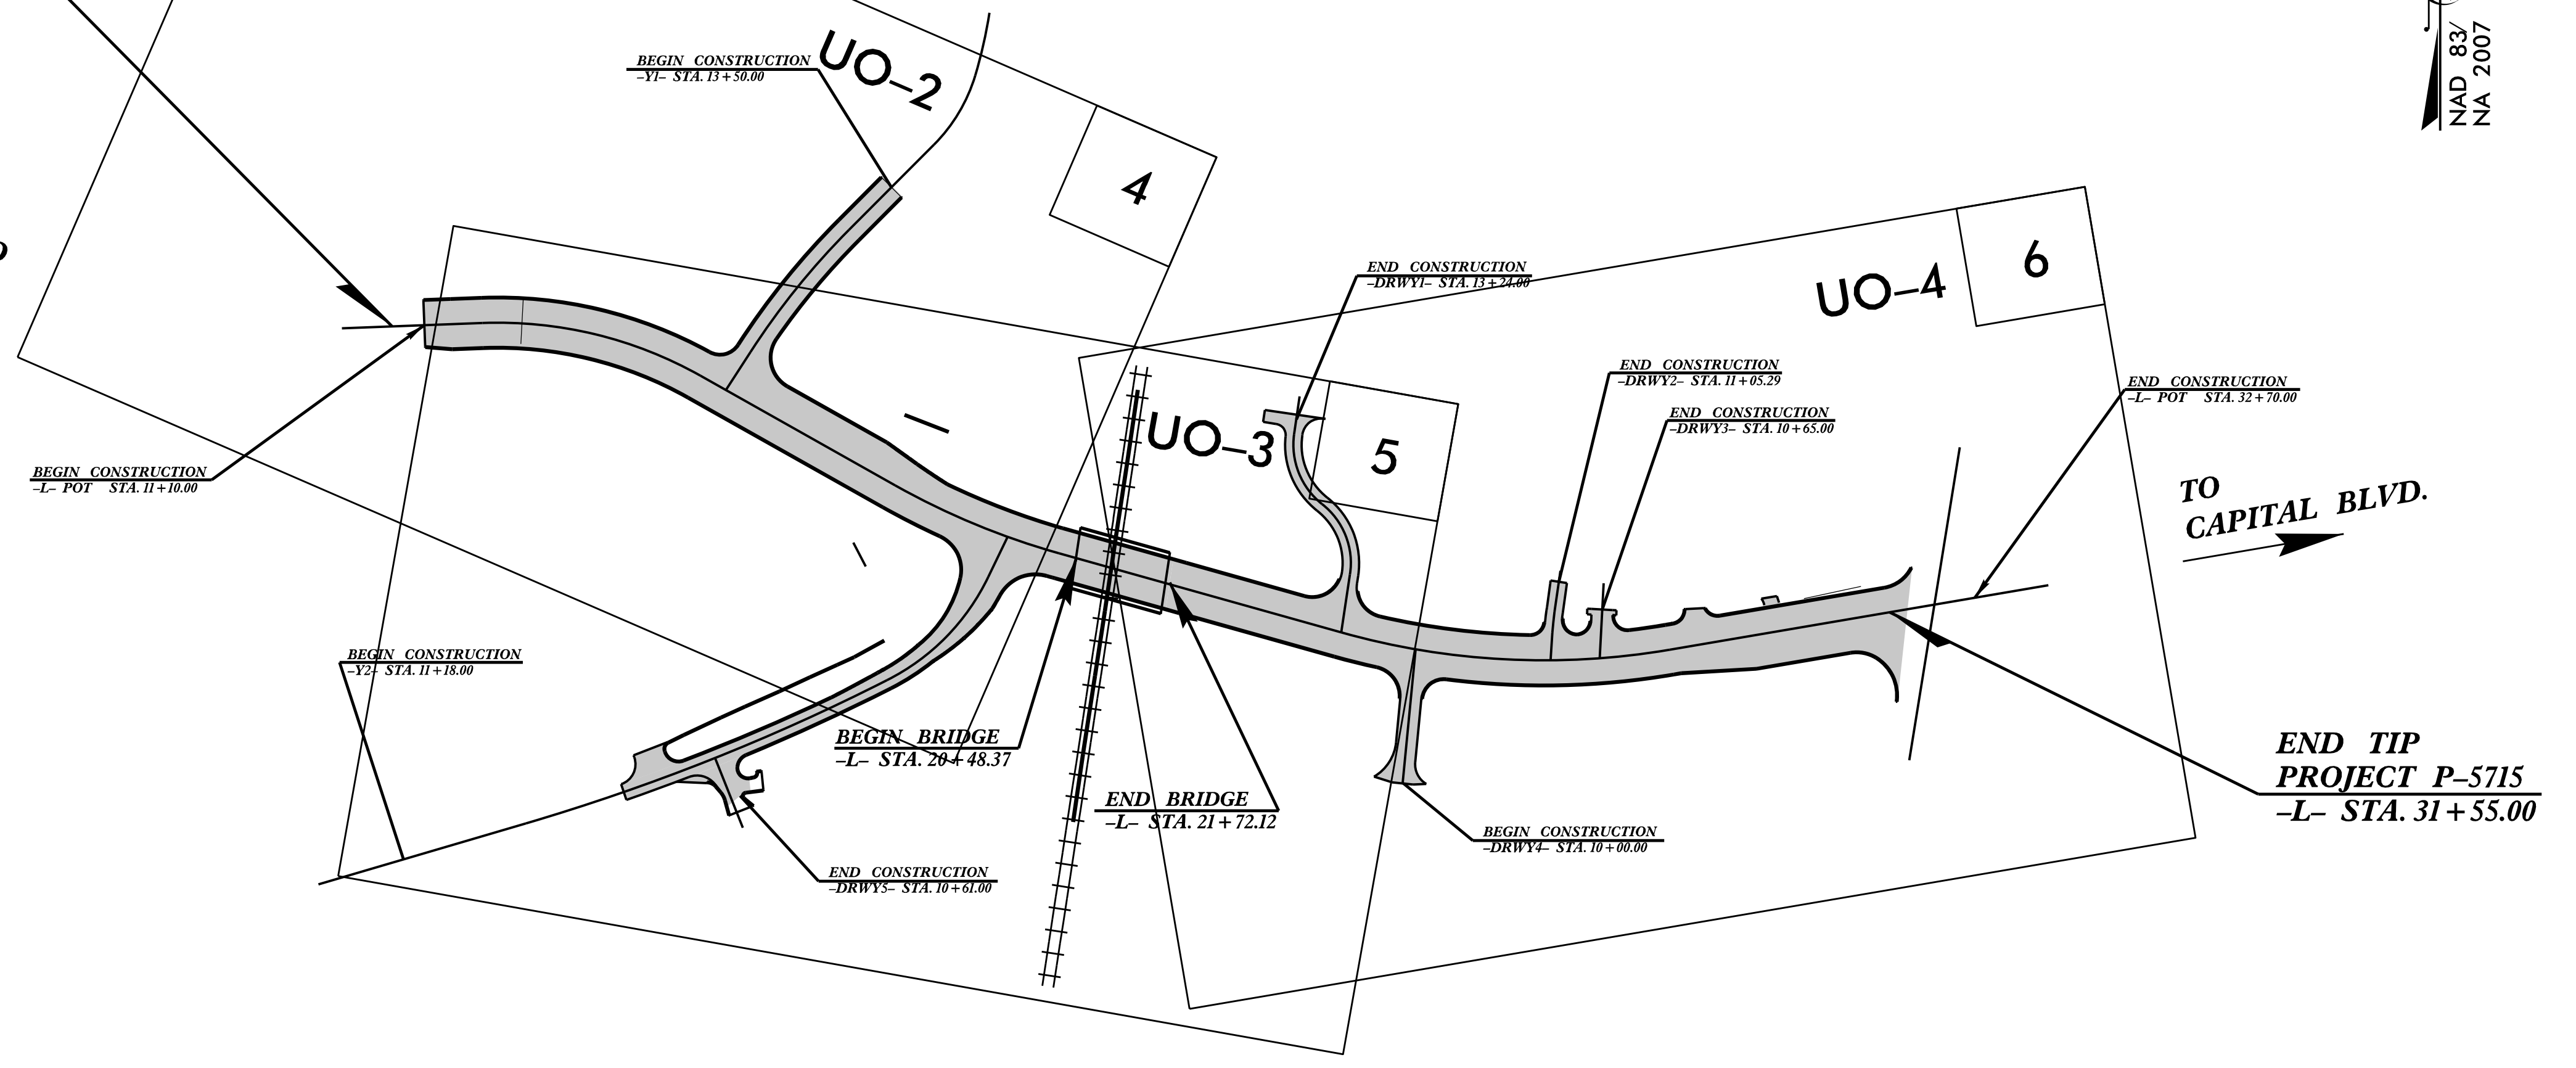 BEGIN CONSTRUCTION
–Y1– STA. 13+50.00
UO–2
NAD 83/
NA 2007
4
END CONSTRUCTION
–DRWY1– STA. 13+24.00
UO–4
6
BEGIN CONSTRUCTION
–L– POT STA. 11+10.00
UO–3
5
END CONSTRUCTION
–DRWY2– STA. 11+05.29
END CONSTRUCTION
–DRWY3– STA. 10+65.00
END CONSTRUCTION
–L– POT STA. 32+70.00
TO
CAPITAL BLVD.
BEGIN CONSTRUCTION
–Y2– STA. 11+18.00
BEGIN BRIDGE
–L– STA. 20+48.37
END BRIDGE
–L– STA. 21+72.12
END TIP
PROJECT P–5715
–L– STA. 31+55.00
BEGIN CONSTRUCTION
–DRWY4– STA. 10+00.00
END CONSTRUCTION
–DRWY5– STA. 10+61.00